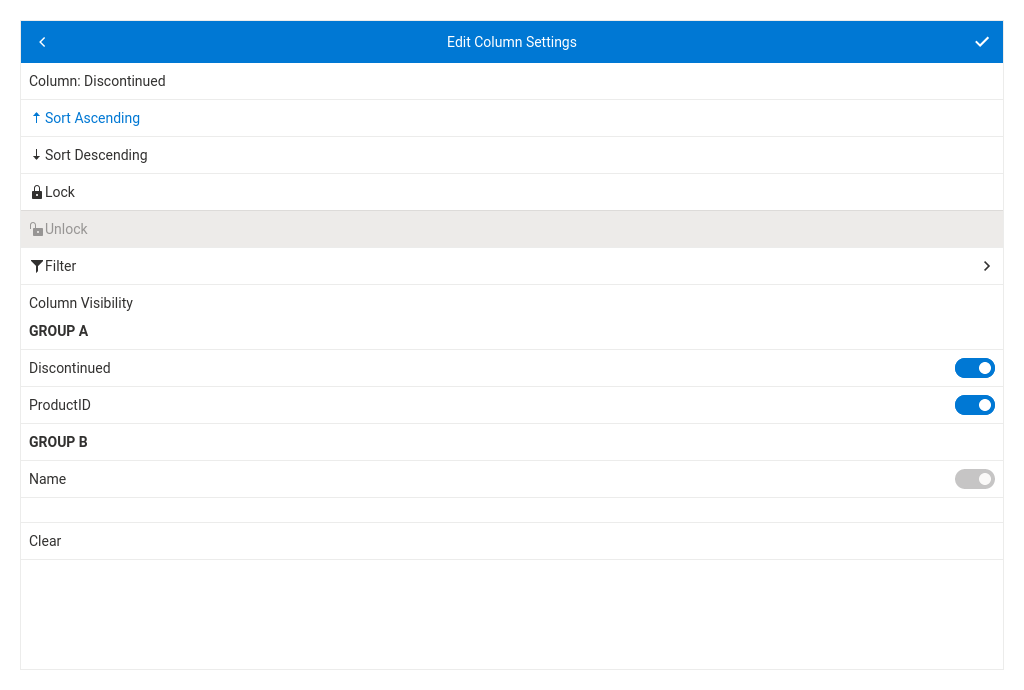 Edit Column Settings
Column: Discontinued
Sort Ascending
Sort Descending
Lock
Unlock
Filter
Column Visibility
GROUP A
Discontinued
ProductID
GROUP B
Name
Clear